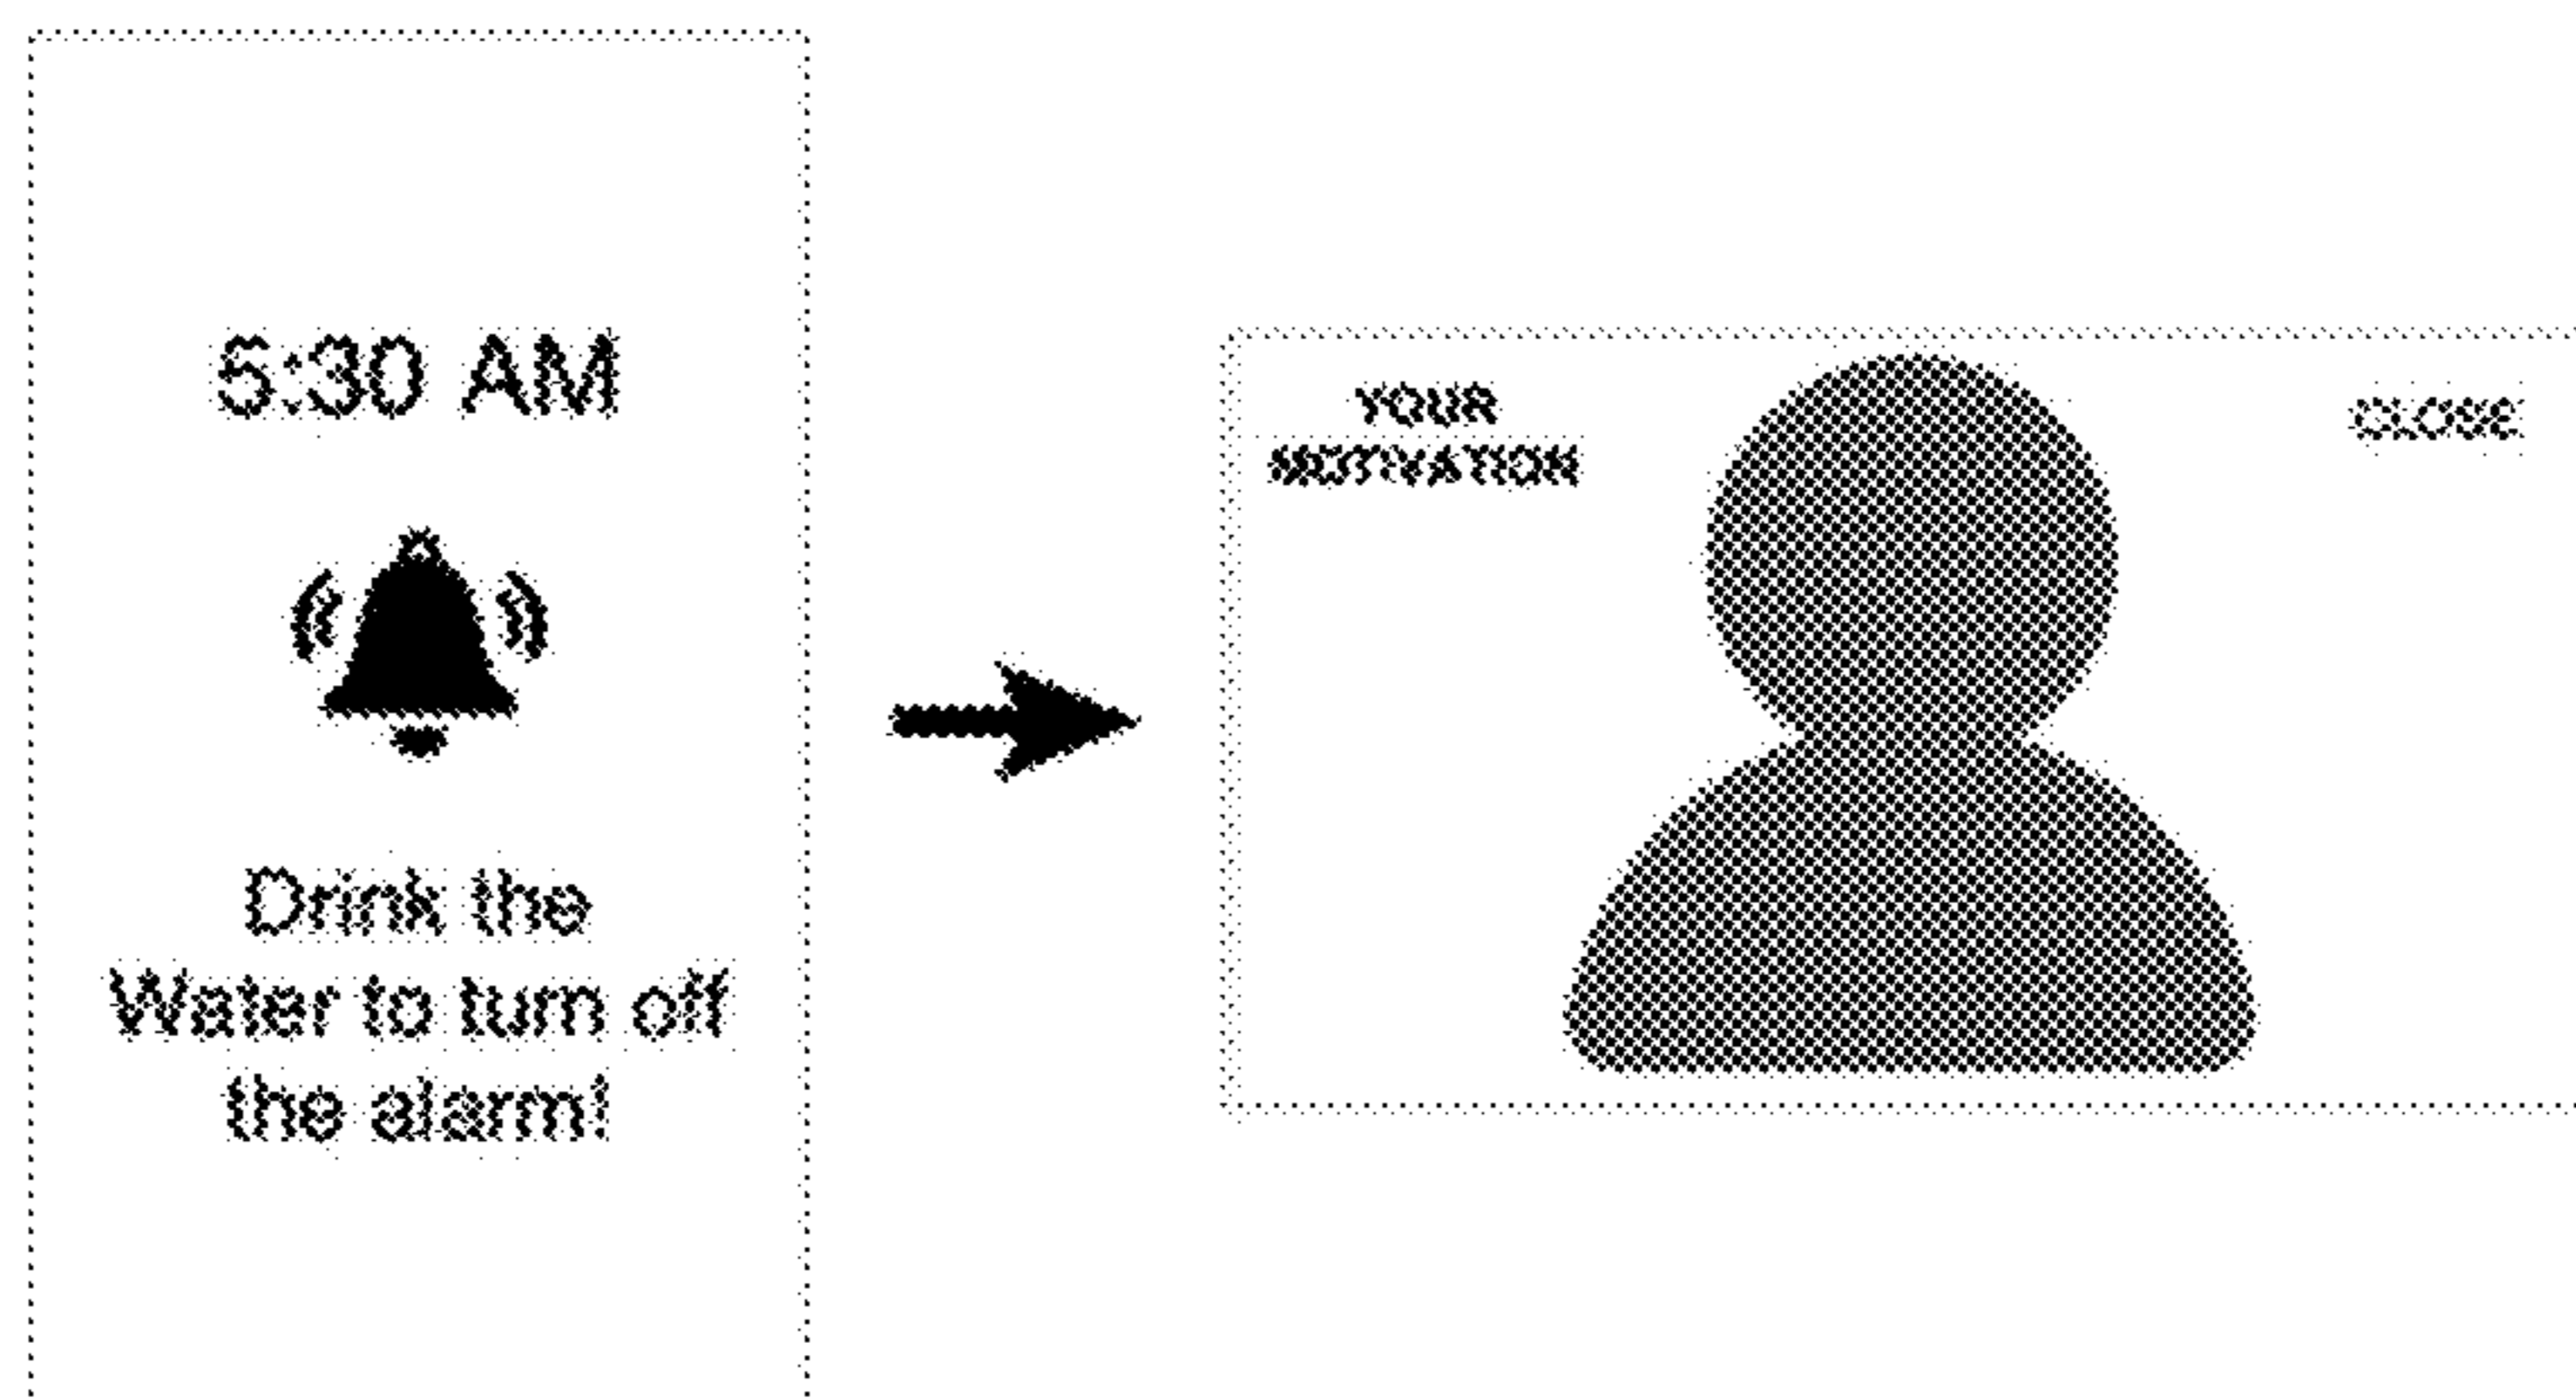 5:30 AM
Drink the
Water to turn off
the alarm!
YOUR
MOTIVATION
CLOSE